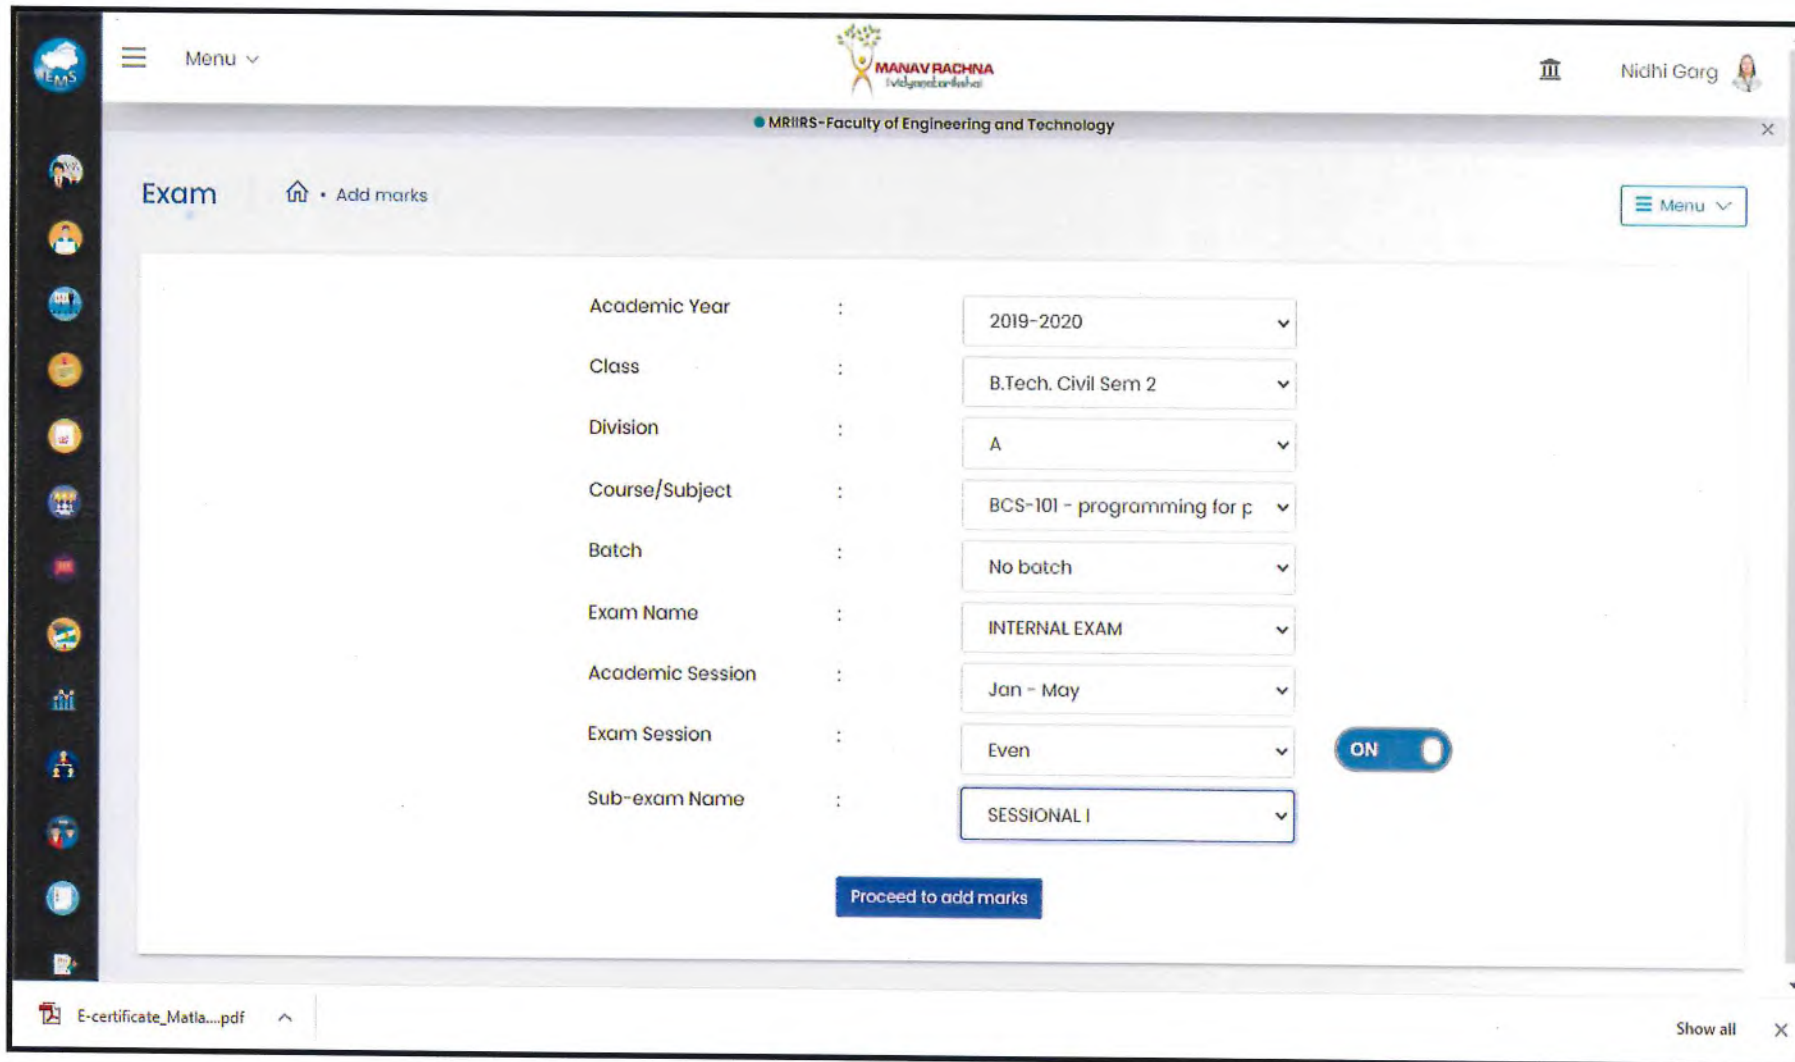 EMS
Menu
MANAV RACHNA
Nidhi Garg
MRIIRS-Faculty of Engineering and Technology
Exam
• Add marks
Menu
Academic Year : 2019-2020
Class : B.Tech. Civil Sem 2
Division : A
Course/Subject : BCS-101 - programming for p
Batch : No batch
Exam Name : INTERNAL EXAM
Academic Session : Jan - May
Exam Session : Even ON
Sub-exam Name : SESSIONAL I
Proceed to add marks
E-certificate_Matla....pdf
Show all